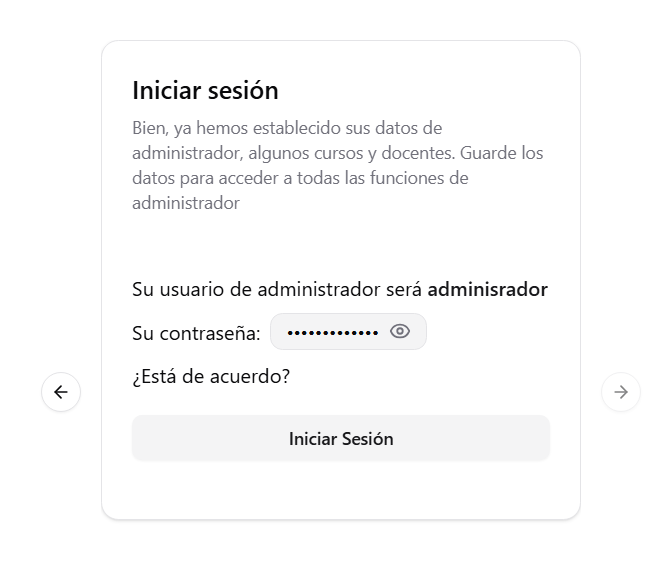 Iniciar sesión
Bien, ya hemos establecido sus datos de
administrador, algunos cursos y docentes. Guarde los
datos para acceder a todas las funciones de
administrador
Su usuario de administrador será adminisrador
Su contraseña: •••••••••••••
¿Está de acuerdo?
Iniciar Sesión